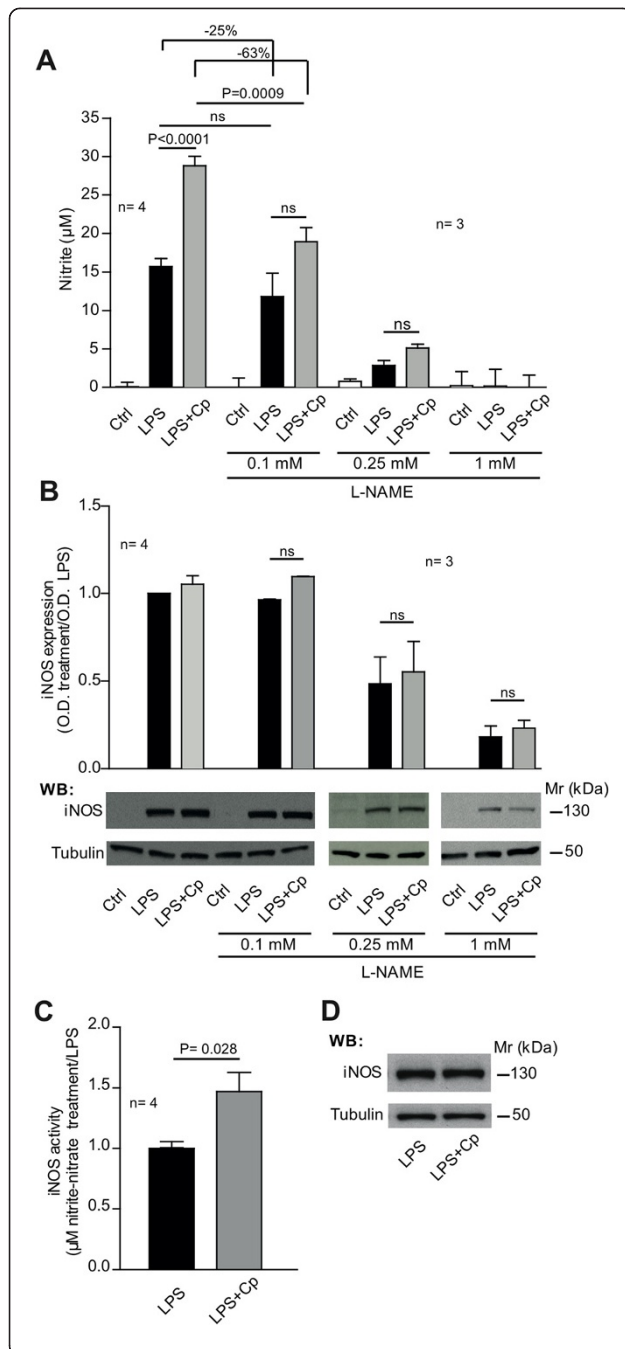 A
-25%
-63%
P=0.0009
ns
P<0.0001
35
30
25
20
15
10
5
0
Nitrite (µM)
n= 4
ns
n= 3
ns
Ctrl LPS LPS+Cp Ctrl LPS LPS+Cp Ctrl LPS LPS+Cp Ctrl LPS LPS+Cp
0.1 mM 0.25 mM 1 mM
L-NAME
B
1.5
1.0
0.5
0.0
iNOS expression
(O.D. treatment/O.D. LPS)
n= 4
ns
n= 3
ns
ns
WB:
Mr (kDa)
iNOS
130
Tubulin
50
Ctrl LPS LPS+Cp Ctrl LPS LPS+Cp Ctrl LPS LPS+Cp Ctrl LPS LPS+Cp
0.1 mM 0.25 mM 1 mM
L-NAME
C
2.0
1.5
1.0
0.5
0.0
iNOS activity
(µM nitrite-nitrate treatment/LPS
P= 0.028
n= 4
LPS LPS+Cp
D
WB:
Mr (kDa)
iNOS
130
Tubulin
50
LPS LPS+Cp